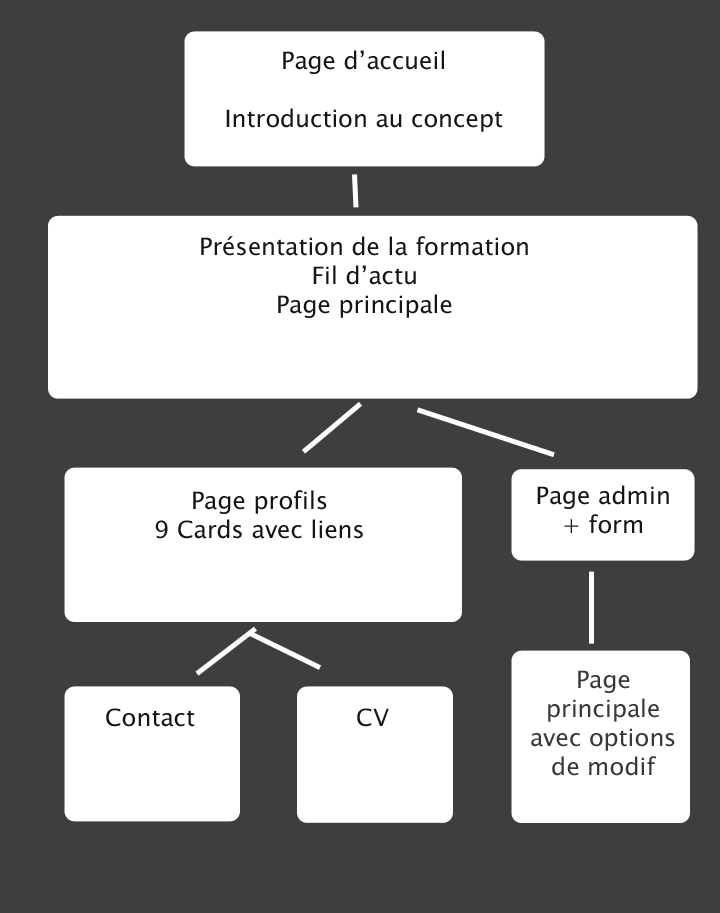 Page d’accueil
Introduction au concept
Présentation de la formation
Fil d’actu
Page principale
Page profils
9 Cards avec liens
Page admin
+ form
Contact
CV
Page
principale
avec options
de modif